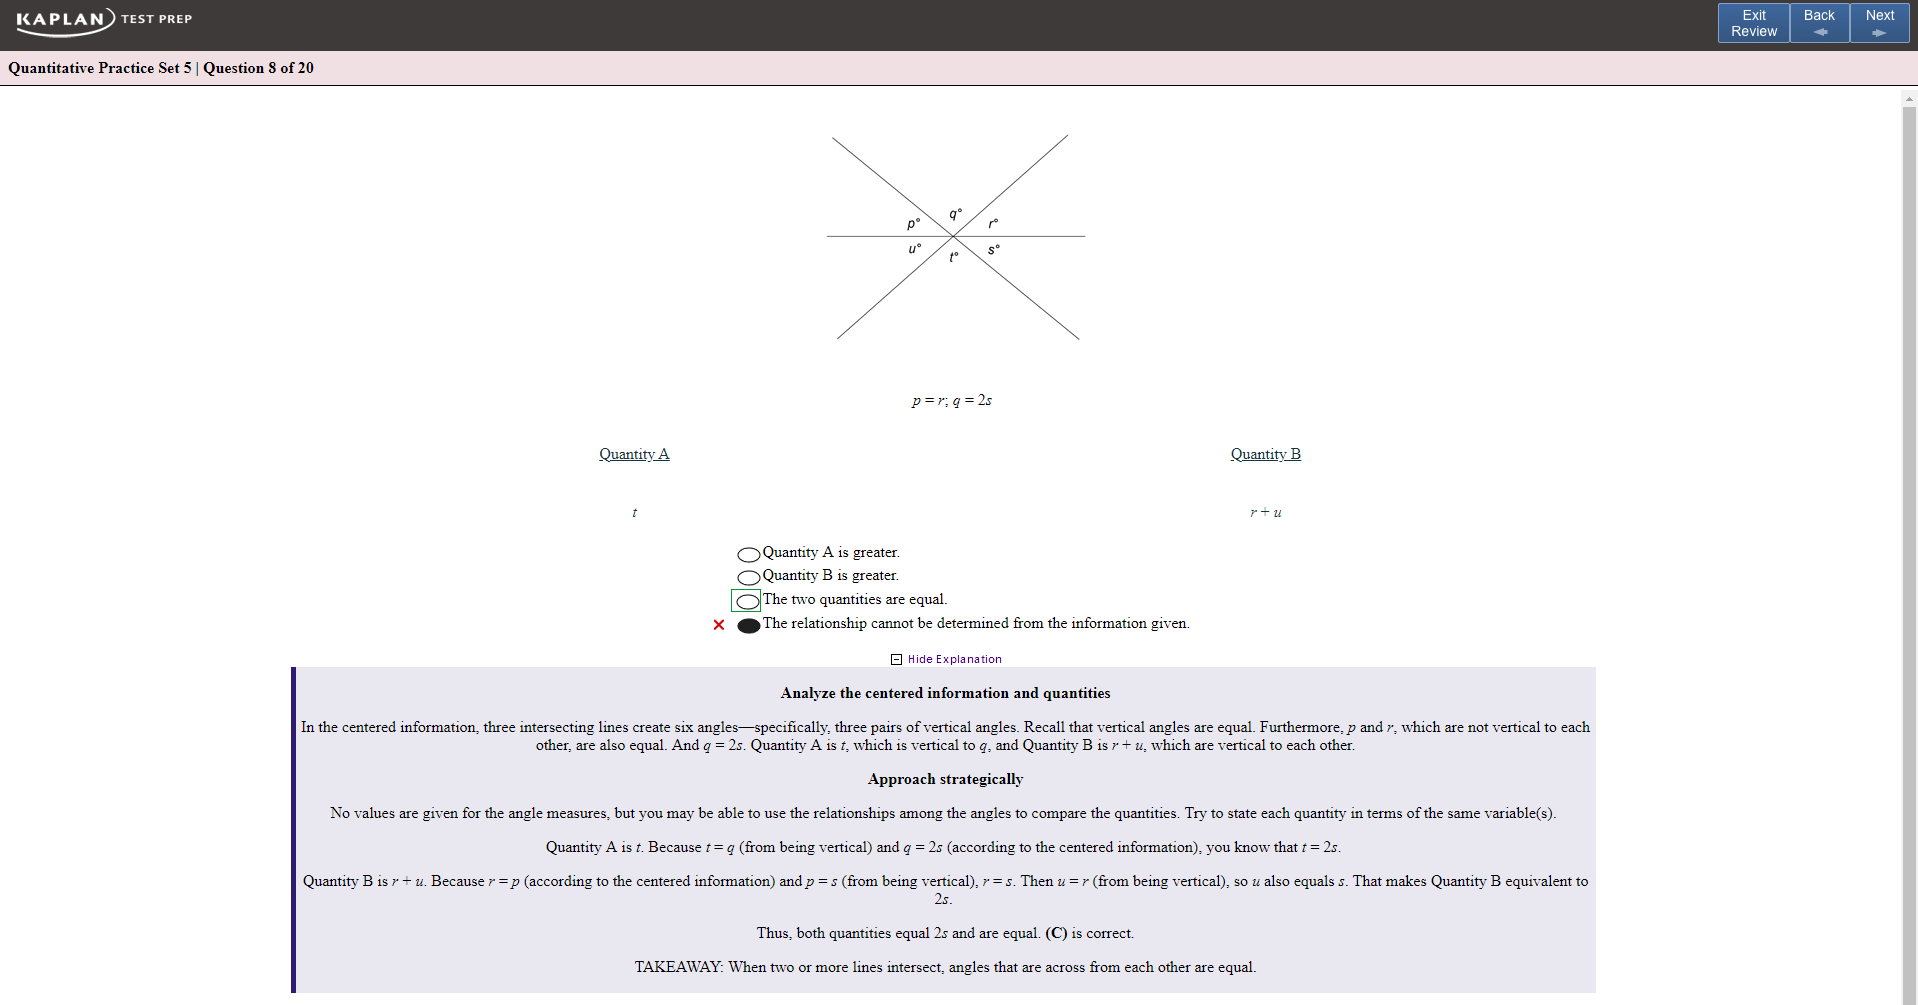 KAPLAN TEST PREP
Exit Review
Back
Next
Quantitative Practice Set 5 | Question 8 of 20
q°
p°
r°
u°
s°
t°
p = r; q = 2s
Quantity A
Quantity B
t
r + u
Quantity A is greater.
Quantity B is greater.
The two quantities are equal.
The relationship cannot be determined from the information given.
Hide Explanation
Analyze the centered information and quantities
In the centered information, three intersecting lines create six angles—specifically, three pairs of vertical angles. Recall that vertical angles are equal. Furthermore, p and r, which are not vertical to each
other, are also equal. And q = 2s. Quantity A is t, which is vertical to q, and Quantity B is r + u, which are vertical to each other.
Approach strategically
No values are given for the angle measures, but you may be able to use the relationships among the angles to compare the quantities. Try to state each quantity in terms of the same variable(s).
Quantity A is t. Because t = q (from being vertical) and q = 2s (according to the centered information), you know that t = 2s.
Quantity B is r + u. Because r = p (according to the centered information) and p = s (from being vertical), r = s. Then u = r (from being vertical), so u also equals s. That makes Quantity B equivalent to
2s.
Thus, both quantities equal 2s and are equal. (C) is correct.
TAKEAWAY: When two or more lines intersect, angles that are across from each other are equal.